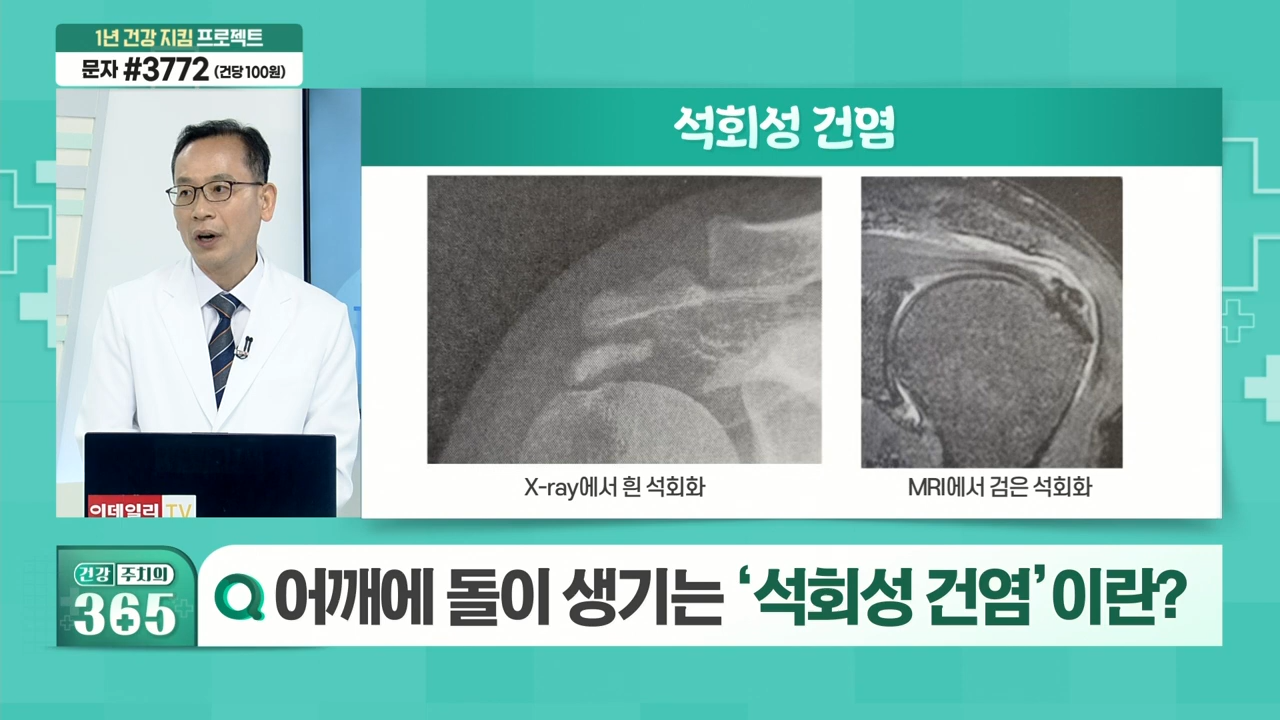 1년 건강 지킴 프로젝트
문자 #3772 (건당 100원)
석회성 건염
X-ray에서 흰 석회화
MRI에서 검은 석회화
이데일리 TV
건강 주치의
365
Q 어깨에 돌이 생기는 ‘석회성 건염’이란?